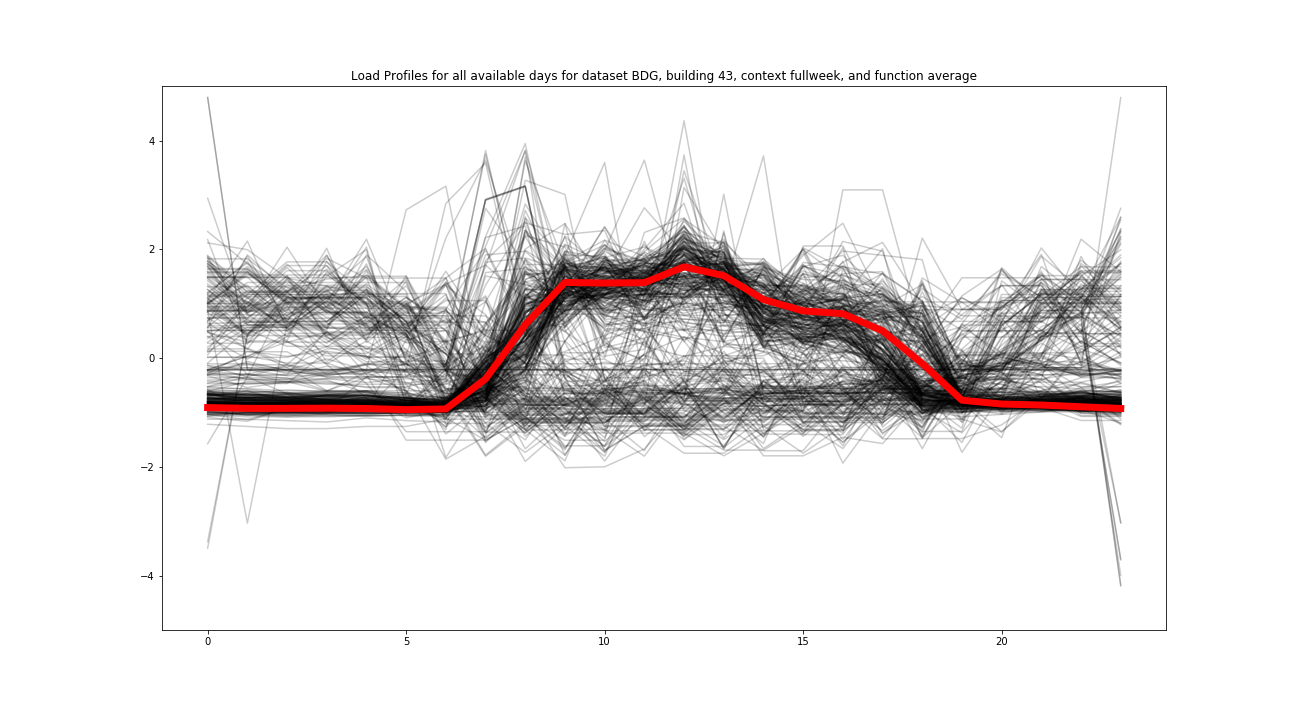 Load Profiles for all available days for dataset BDG, building 43, context fullweek, and function average
4
2
0
−2
−4
0 5 10 15 20